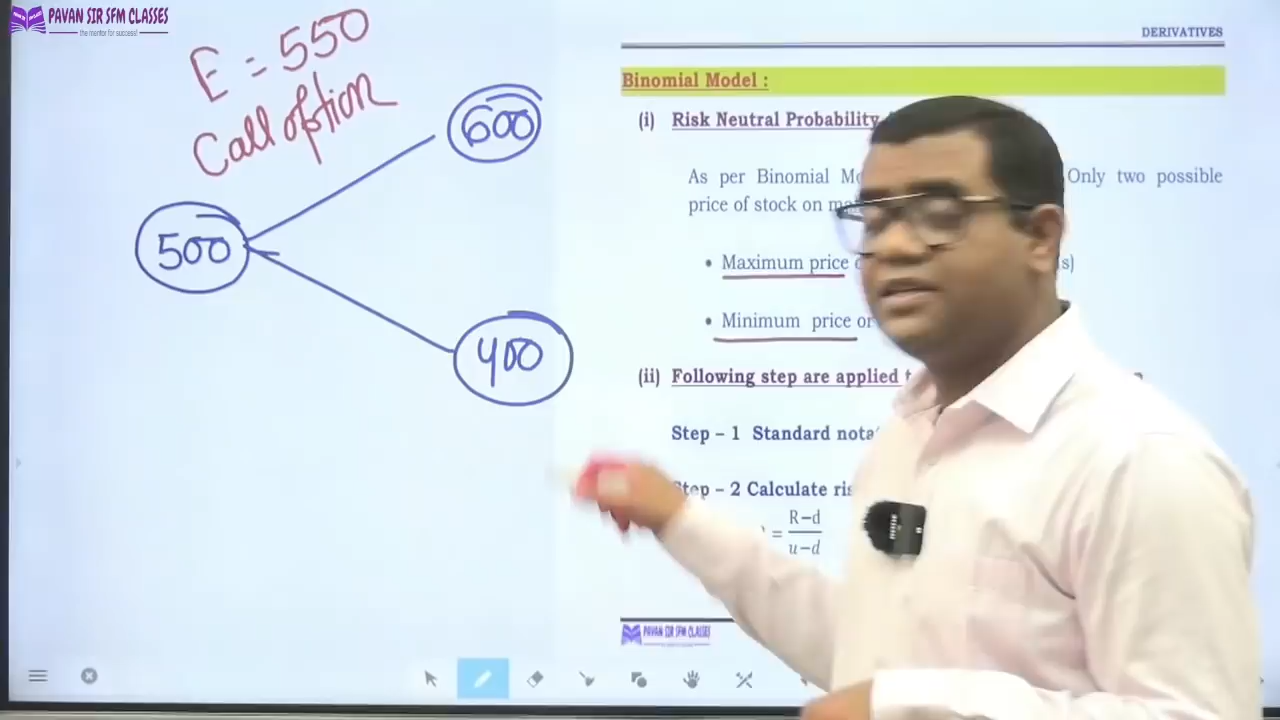 PAVAN SIR SFM CLASSES
the mentor for success!
E = 550
Call option
500
600
400
DERIVATIVES
Binomial Model :
(i) Risk Neutral Probability
As per Binomial Only two possible
price of stock on
• Maximum price (s)
• Minimum price or
(ii) Following step are applied
Step – 1 Standard
Step – 2 Calculate
= R–d
u–d
PAVAN SIR SFM CLASSES